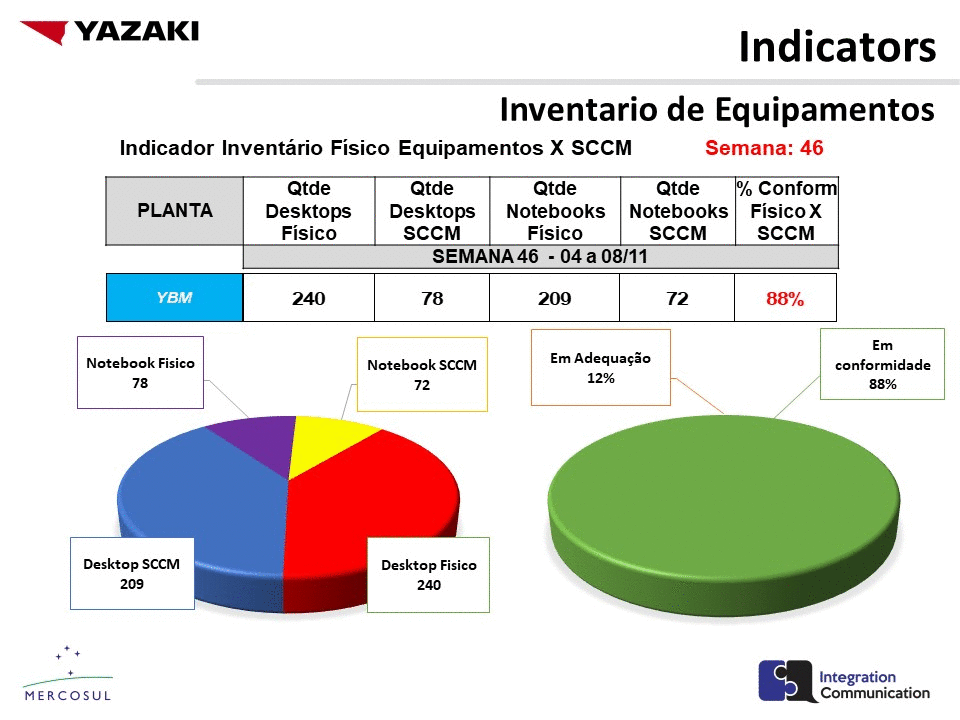 YAZAKI
Indicators
Inventario de Equipamentos
Indicador Inventário Físico Equipamentos X SCCM
Semana: 46
PLANTA
Qtde
Desktops
Físico
Qtde
Desktops
SCCM
Qtde
Notebooks
Físico
Qtde
Notebooks
SCCM
% Conform
Físico X
SCCM
SEMANA 46 - 04 a 08/11
YBM
240
78
209
72
88%
Notebook Fisico
78
Notebook SCCM
72
Em Adequação
12%
Em
conformidade
88%
Desktop SCCM
209
Desktop Fisico
240
MERCOSUL
Integration
Communication